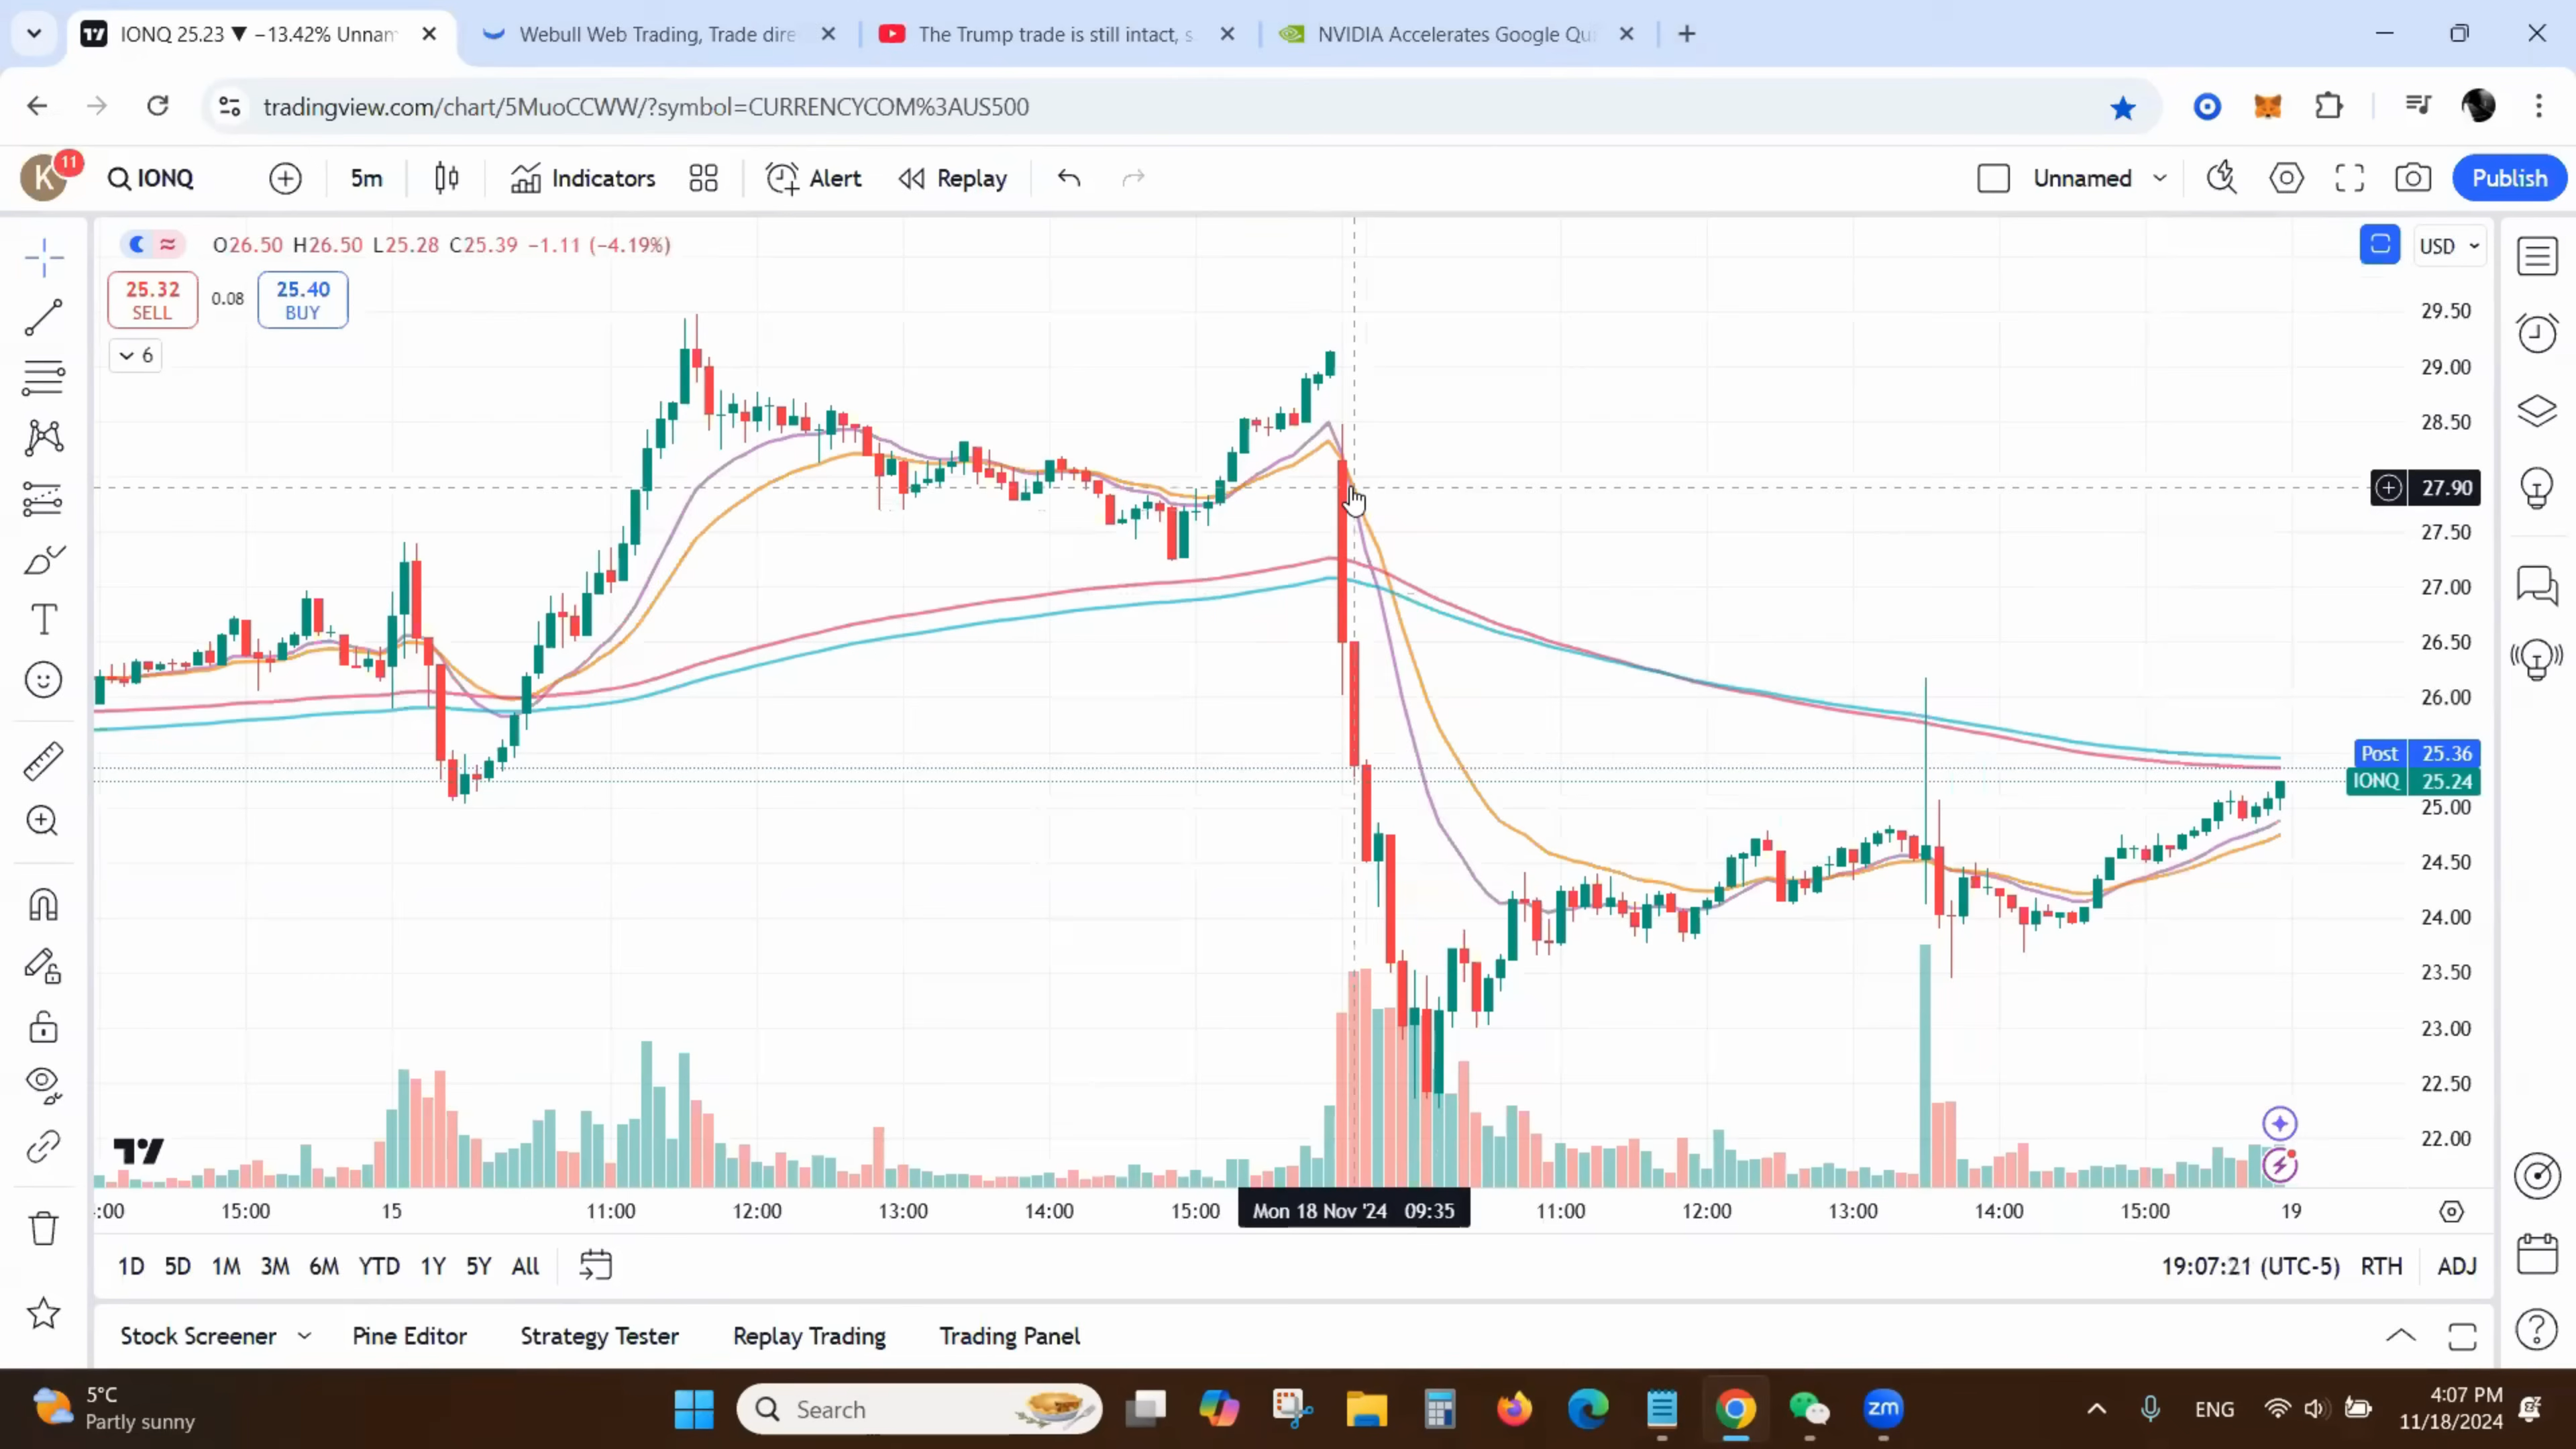 IONQ 25.23 ▼ −13.42% Unnam
Webull Web Trading, Trade dire
The Trump trade is still intact, s
NVIDIA Accelerates Google Qu
tradingview.com/chart/5MuoCCWW/?symbol=CURRENCYCOM%3AUS500
K
11
IONQ
5m
Indicators
Alert
Replay
Unnamed
Publish
O26.50 H26.50 L25.28 C25.39 −1.11 (−4.19%)
USD
25.32
SELL
0.08
25.40
BUY
6
29.50
29.00
28.50
27.90
27.50
27.00
26.50
26.00
Post 25.36
IONQ 25.24
25.00
24.50
24.00
23.50
23.00
22.50
22.00
:00 15:00 15 11:00 12:00 13:00 14:00 15:00 Mon 18 Nov '24 09:35 11:00 12:00 13:00 14:00 15:00 19
1D 5D 1M 3M 6M YTD 1Y 5Y All
19:07:21 (UTC-5) RTH ADJ
Stock Screener Pine Editor Strategy Tester Replay Trading Trading Panel
5°C
Partly sunny
Search
zm
ENG
4:07 PM
11/18/2024